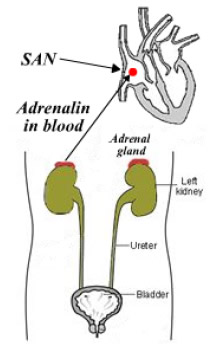 SAN
Adrenalin
in blood
Adrenal
gland
Left
kidney
Ureter
Bladder